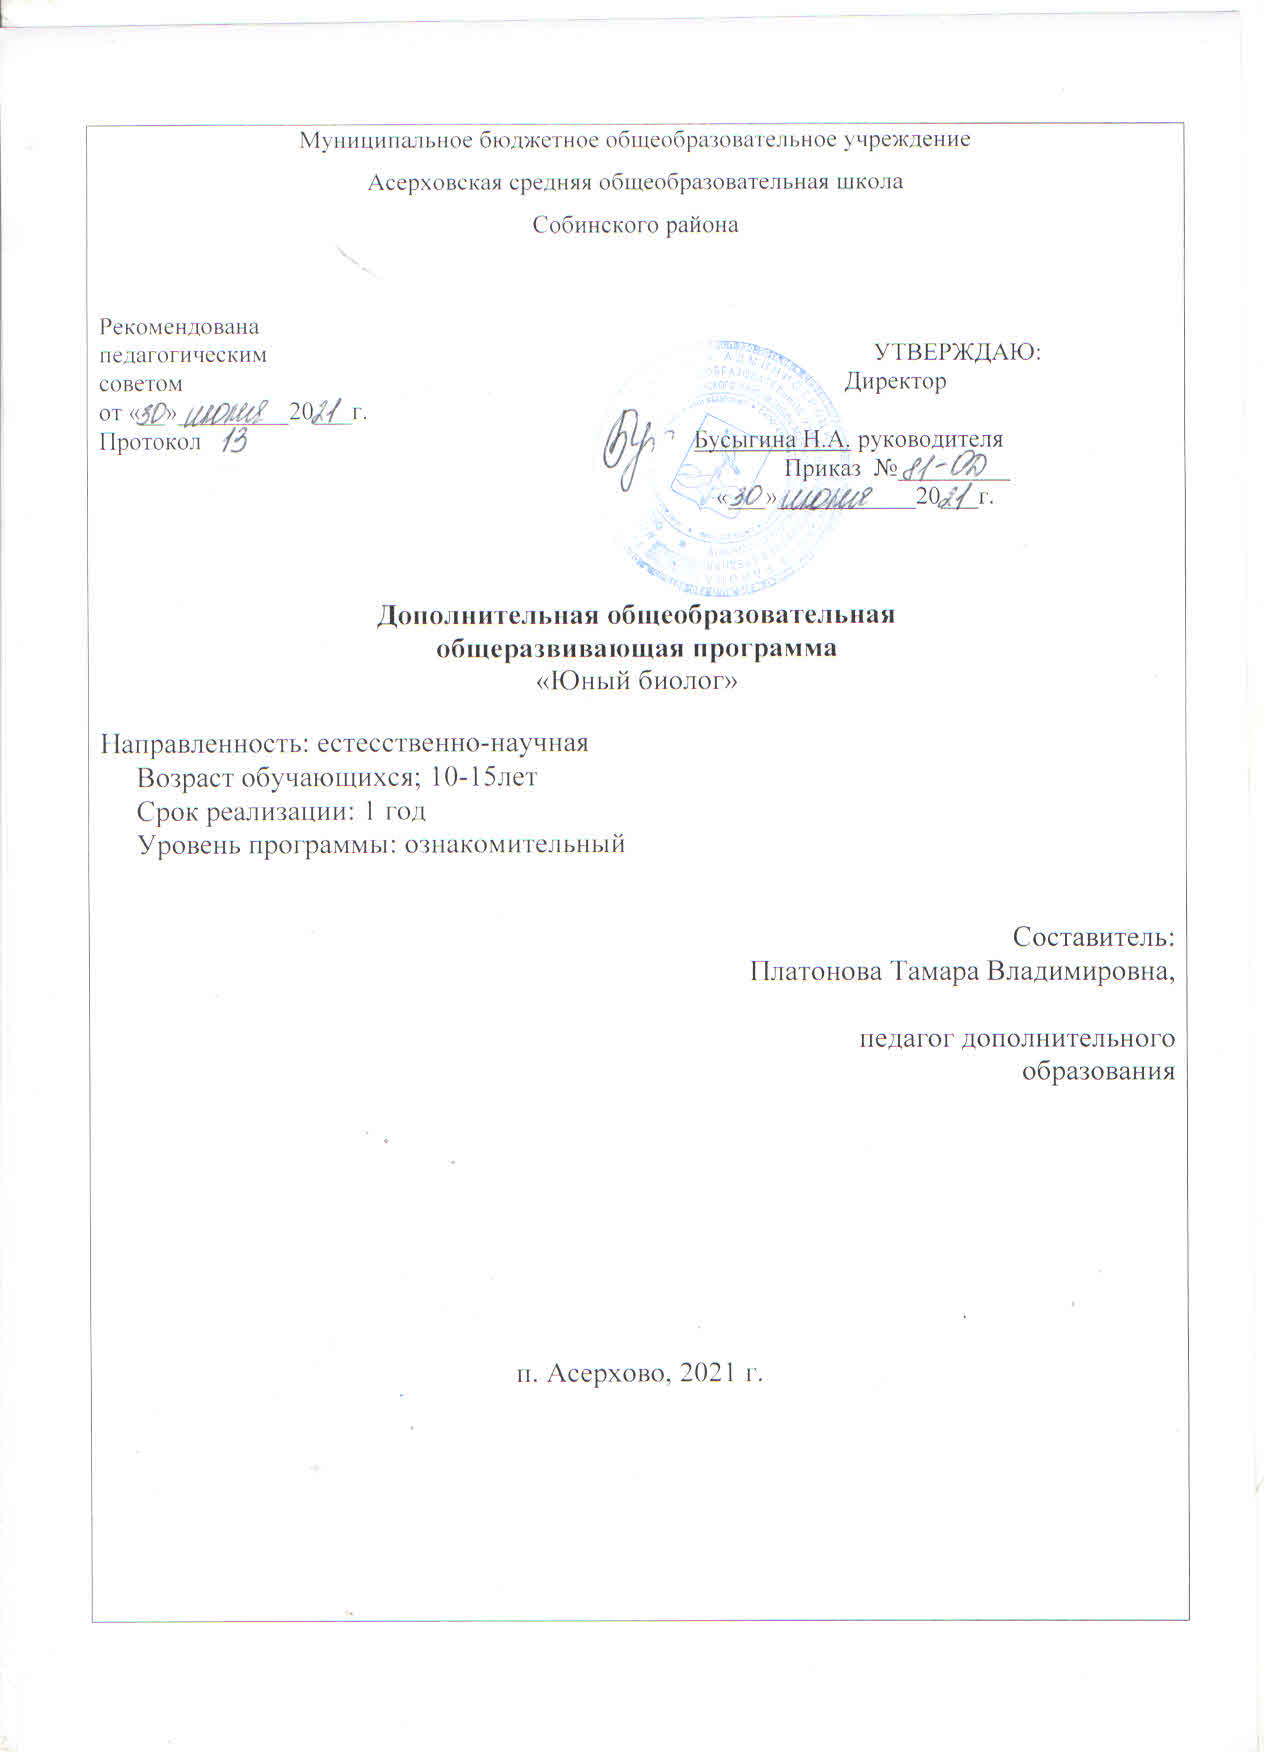 Муниципальное бюджетное общеобразовательное учреждение
Асерховская средняя общеобразовательная школа
Собинского района
Рекомендована
педагогическим
советом
от «30» июня 2021 г.
Протокол 13
УТВЕРЖДАЮ:
Директор
Бусыгина Н.А. руководителя
Приказ №81-ОД
«30» июня 2021 г.
Дополнительная общеобразовательная
общеразвивающая программа
«Юный биолог»
Направленность: естесственно-научная
Возраст обучающихся; 10-15лет
Срок реализации: 1 год
Уровень программы: ознакомительный
Составитель:
Платонова Тамара Владимировна,
педагог дополнительного
образования
п. Асерхово, 2021 г.